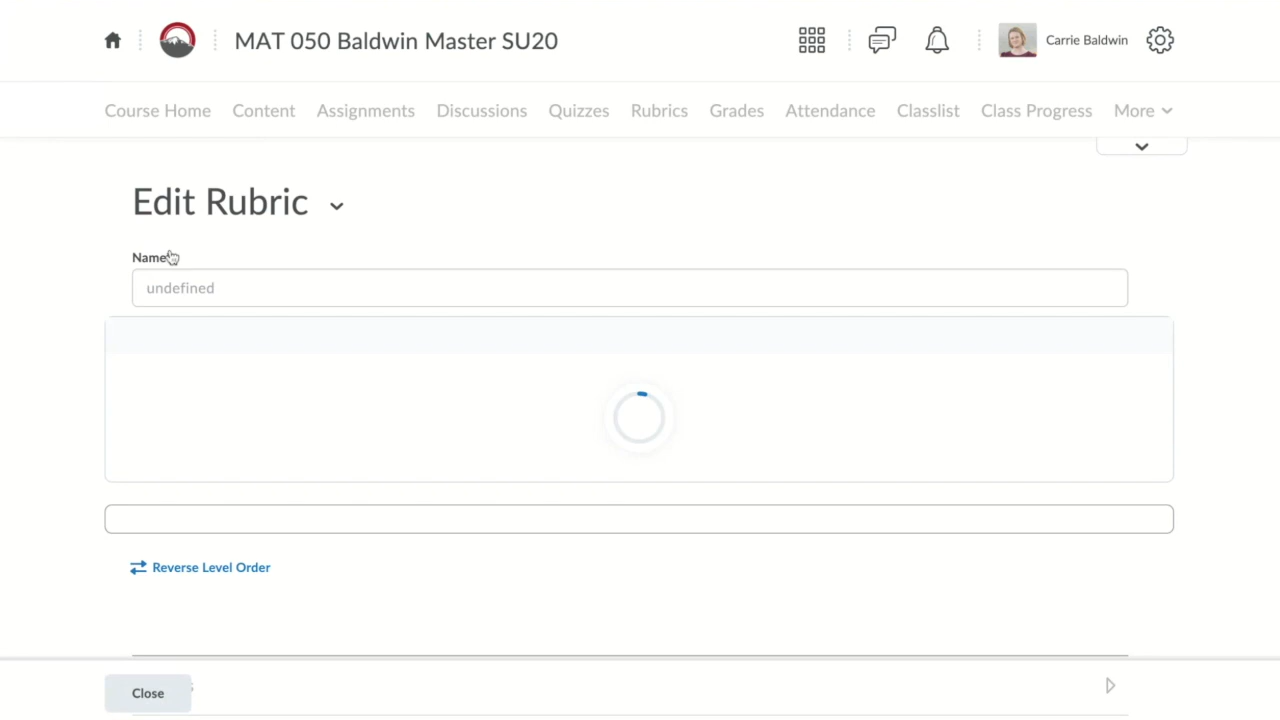 MAT 050 Baldwin Master SU20
Carrie Baldwin
Course Home Content Assignments Discussions Quizzes Rubrics Grades Attendance Classlist Class Progress More
Edit Rubric
Name
undefined
Reverse Level Order
Close